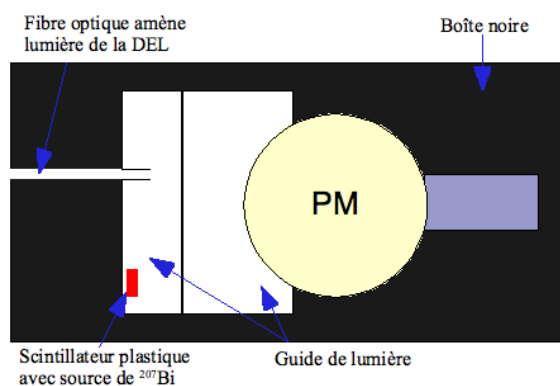 Fibre optique amène
lumière de la DEL
Boîte noire
PM
Scintillateur plastique
avec source de ²⁰⁷Bi
Guide de lumière